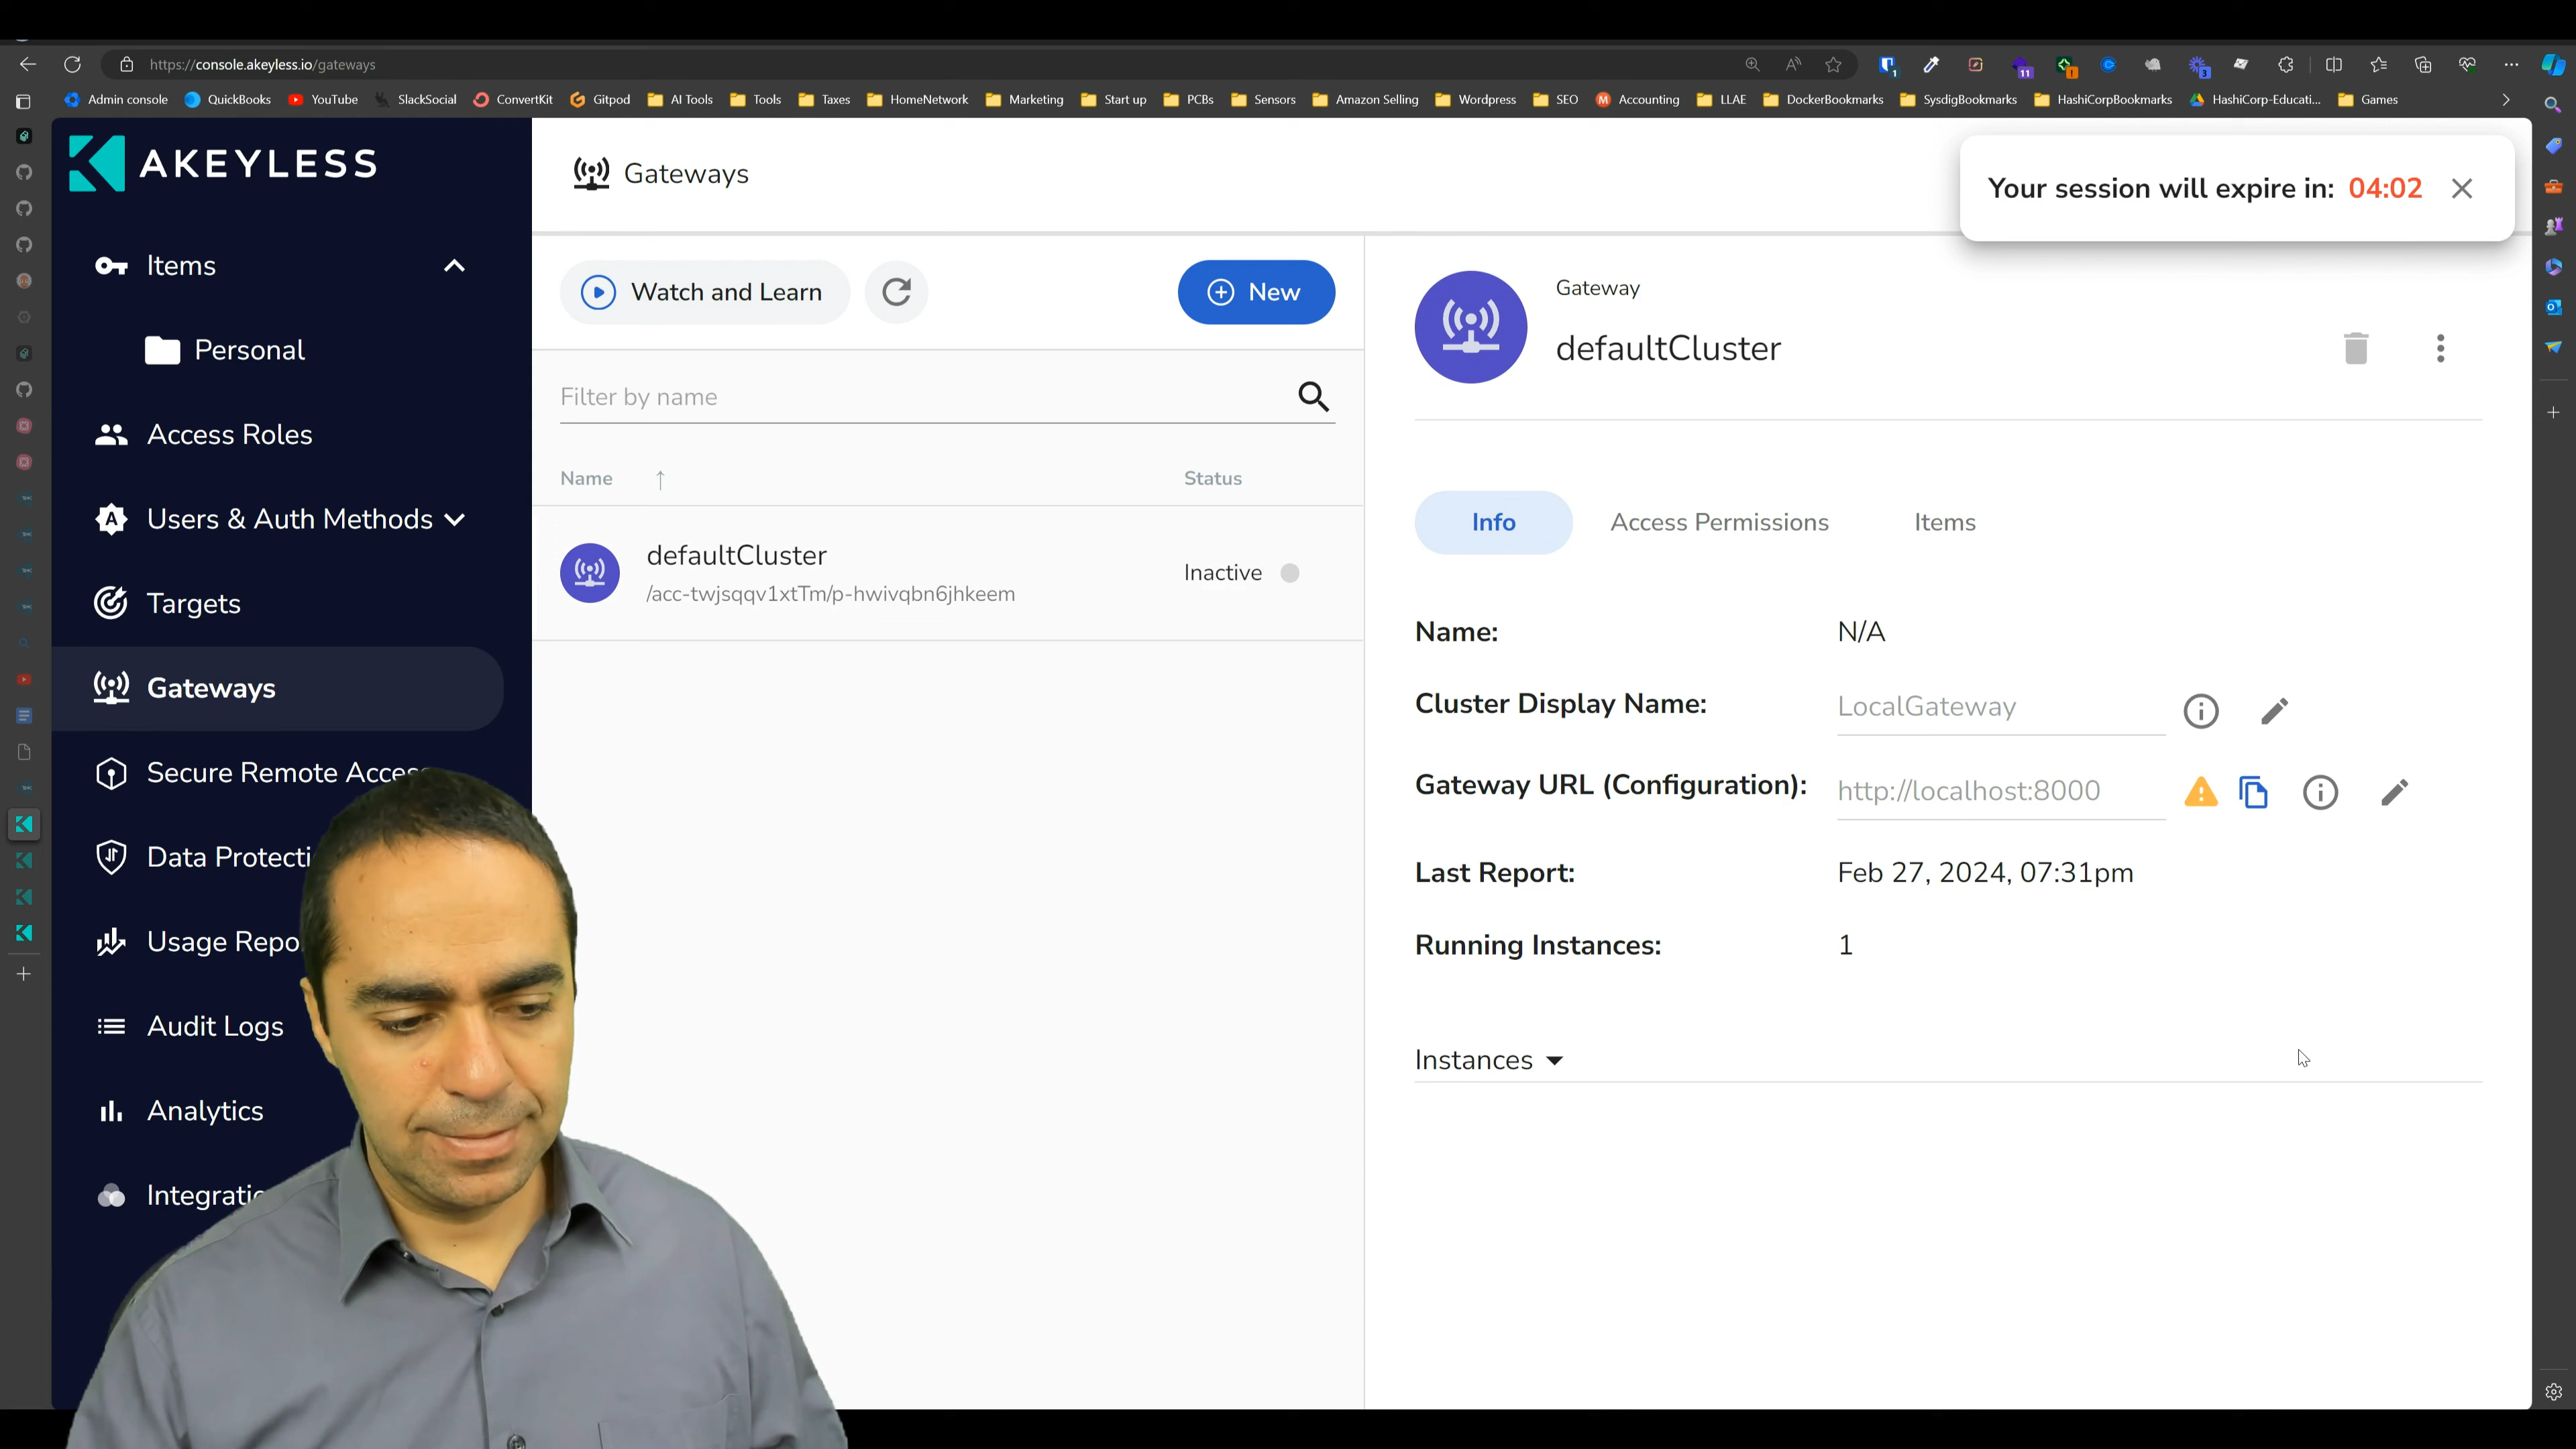 https://console.akeyless.io/gateways
Admin console
QuickBooks
YouTube
SlackSocial
ConvertKit
Gitpod
AI Tools
Tools
Taxes
HomeNetwork
Marketing
Start up
PCBs
Sensors
Amazon Selling
Wordpress
SEO
Accounting
LLAE
DockerBookmarks
SysdigBookmarks
HashiCorpBookmarks
HashiCorp-Educati...
Games
AKEYLESS
Items
Personal
Access Roles
Users & Auth Methods
Targets
Gateways
Secure Remote Access
Data Protecti
Usage Repo
Audit Logs
Analytics
Integratio
Gateways
Your session will expire in: 04:02
Watch and Learn
New
Filter by name
Name
Status
defaultCluster
/acc-twjsqqv1xtTm/p-hwivqbn6jhkeem
Inactive
Gateway
defaultCluster
Info
Access Permissions
Items
Name: N/A
Cluster Display Name: LocalGateway
Gateway URL (Configuration): http://localhost:8000
Last Report: Feb 27, 2024, 07:31pm
Running Instances: 1
Instances